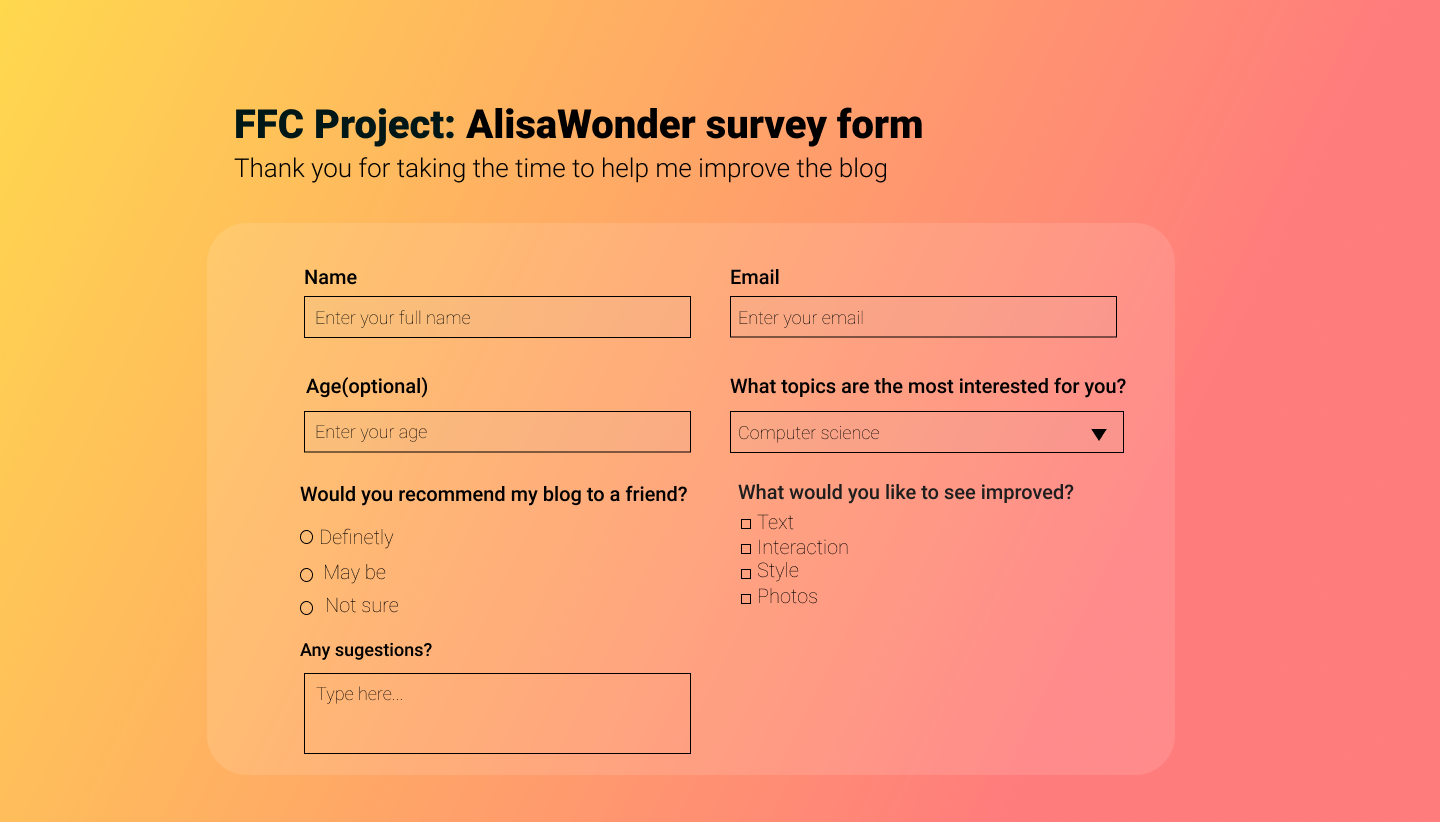 FFC Project: AlisaWonder survey form
Thank you for taking the time to help me improve the blog
Name
Enter your full name
Email
Enter your email
Age(optional)
Enter your age
What topics are the most interested for you?
Computer science
Would you recommend my blog to a friend?
Definetly
May be
Not sure
What would you like to see improved?
Text
Interaction
Style
Photos
Any sugestions?
Type here...